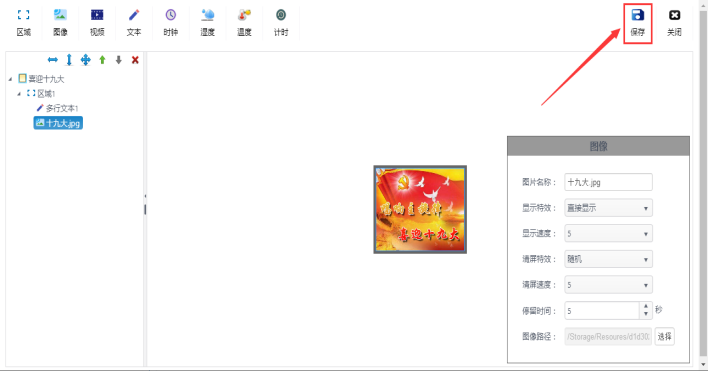 区域 图像 视频 文本 时钟 湿度 温度 计时 保存 关闭
喜迎十九大
区域1
多行文本1
十九大.jpg
喜迎十九大
图像
图片名称： 十九大.jpg
显示特效： 直接显示
显示速度： 5
清屏特效： 随机
清屏速度： 5
停留时间： 5 秒
图像路径： /Storage/Resoures/d1d30 选择